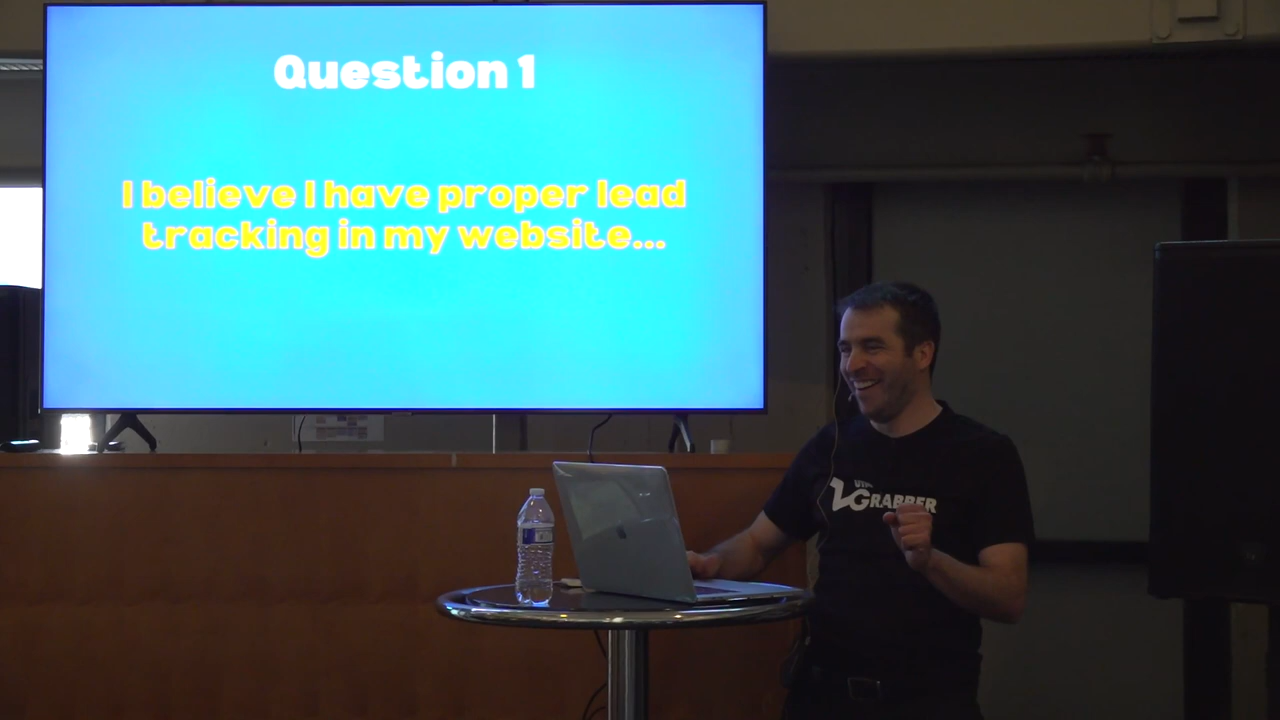 Question 1
I believe I have proper lead
tracking in my website...
GRABBER